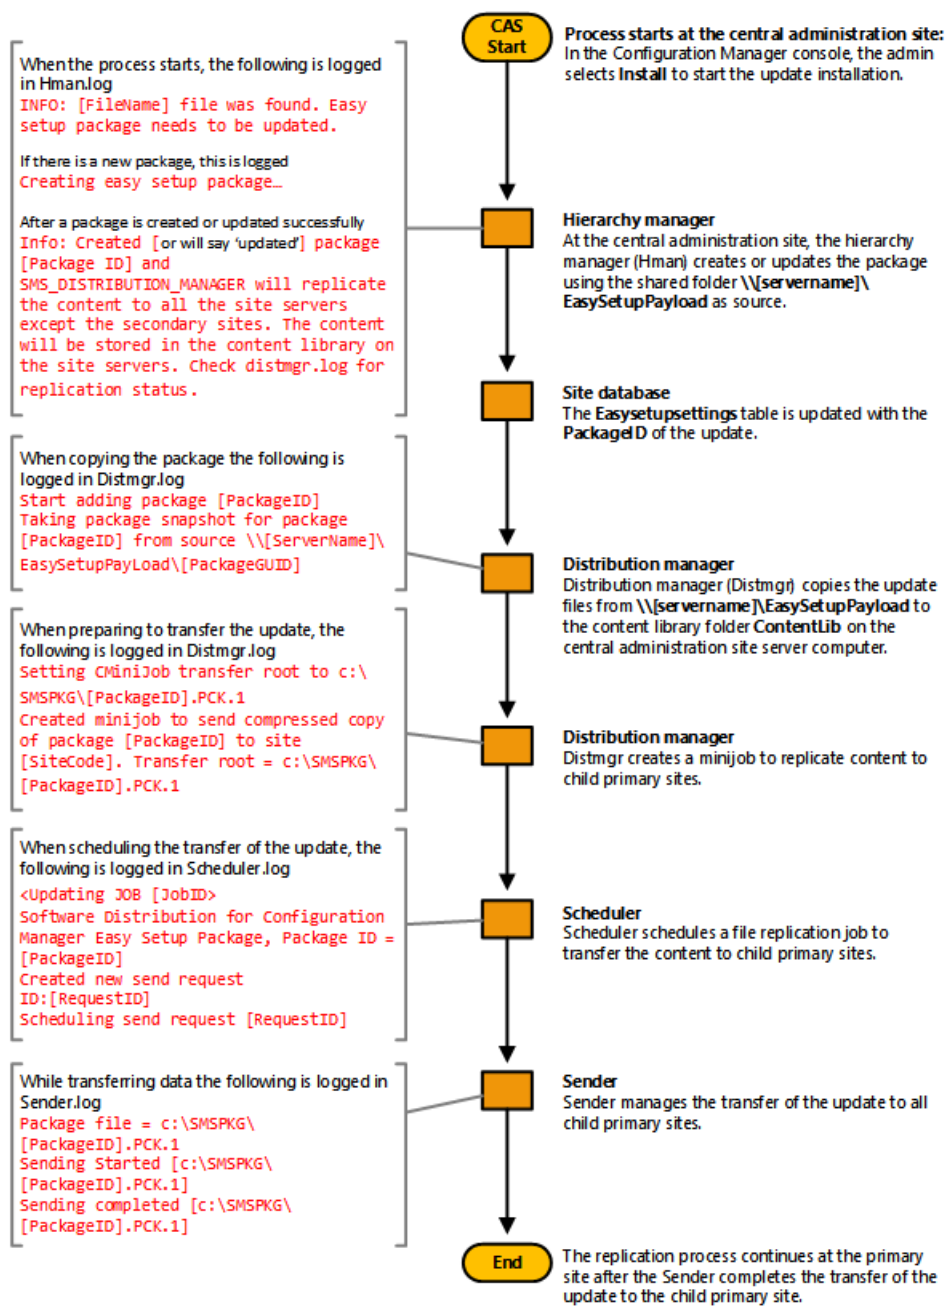 CAS
Start
Process starts at the central administration site:
In the Configuration Manager console, the admin
selects Install to start the update installation.
When the process starts, the following is logged
in Hman.log
INFO: [FileName] file was found. Easy
setup package needs to be updated.
If there is a new package, this is logged
Creating easy setup package…
After a package is created or updated successfully
Info: Created [or will say ‘updated’] package
[Package ID] and
SMS_DISTRIBUTION_MANAGER will replicate
the content to all the site servers
except the secondary sites. The content
will be stored in the content library on
the site servers. Check distmgr.log for
replication status.
Hierarchy manager
At the central administration site, the hierarchy
manager (Hman) creates or updates the package
using the shared folder \\[servername]\
EasySetupPayload as source.
Site database
The Easysetupsettings table is updated with the
PackageID of the update.
When copying the package the following is
logged in Distmgr.log
Start adding package [PackageID]
Taking package snapshot for package
[PackageID] from source \\[ServerName]\
EasySetupPayLoad\[PackageGUID]
Distribution manager
Distribution manager (Distmgr) copies the update
files from \\[servername]\EasySetupPayload to
the content library folder ContentLib on the
central administration site server computer.
When preparing to transfer the update, the
following is logged in Distmgr.log
Setting CMiniJob transfer root to c:\
SMSPKG\[PackageID].PCK.1
Created minijob to send compressed copy
of package [PackageID] to site
[SiteCode]. Transfer root = c:\SMSPKG\
[PackageID].PCK.1
Distribution manager
Distmgr creates a minijob to replicate content to
child primary sites.
When scheduling the transfer of the update, the
following is logged in Scheduler.log
<Updating JOB [JobID>
Software Distribution for Configuration
Manager Easy Setup Package, Package ID =
[PackageID]
Created new send request
ID:[RequestID]
Scheduling send request [RequestID]
Scheduler
Scheduler schedules a file replication job to
transfer the content to child primary sites.
While transferring data the following is logged in
Sender.log
Package file = c:\SMSPKG\
[PackageID].PCK.1
Sending Started [c:\SMSPKG\
[PackageID].PCK.1]
Sending completed [c:\SMSPKG\
[PackageID].PCK.1]
Sender
Sender manages the transfer of the update to all
child primary sites.
End
The replication process continues at the primary
site after the Sender completes the transfer of the
update to the child primary site.